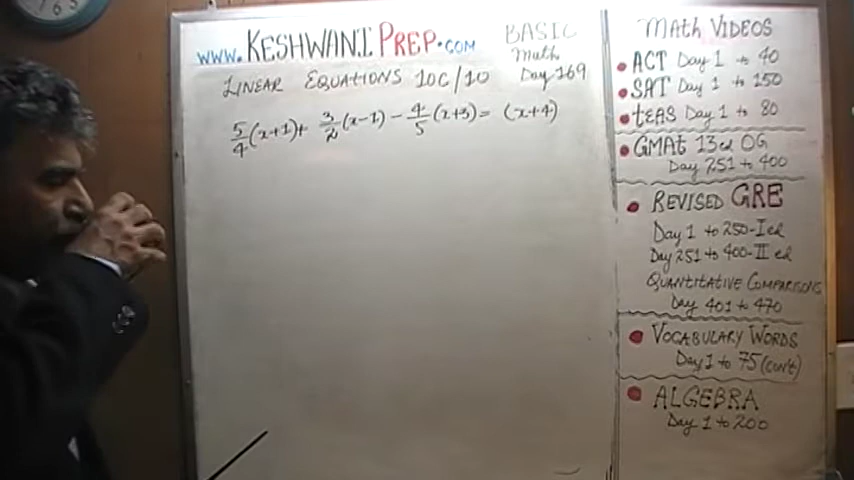 www.KESHWANI PREP.COM
BASIC
Math
Day 169
LINEAR EQUATIONS 10C/10
5/4(x+1)+ 3/2(x-1) - 4/5(x+3) = (x+4)
Math VIDEOS
• ACT Day 1 to 40
• SAT Day 1 to 150
• tEAS Day 1 to 80
• GMAt 13ed OG
Day 251 to 400
• REVISED GRE
Day 1 to 250-I ed
Day 251 to 400-II ed
QUANtitAtiVE COMPARISONS
Day 401 to 470
• VOCABULARY WORDS
Day 1 to 75 (con't)
• ALGEBRA
Day 1 to 200